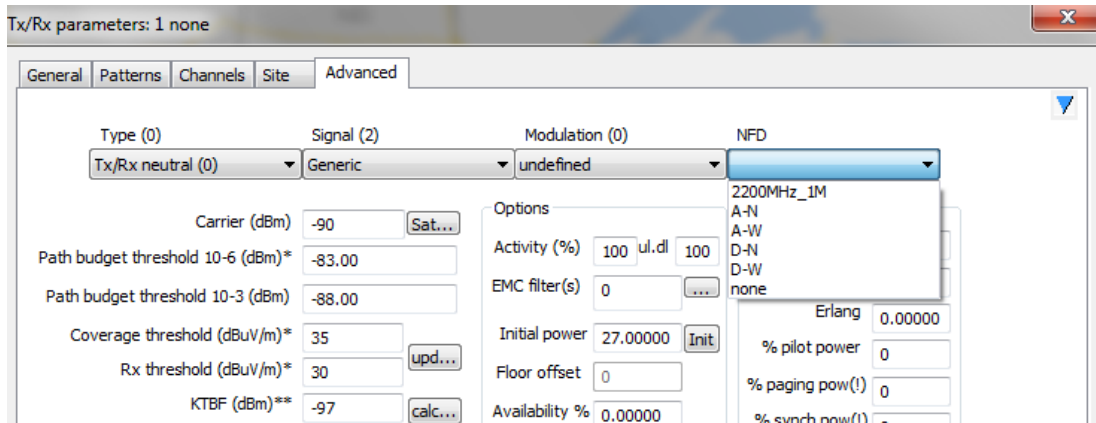 Tx/Rx parameters: 1 none
General Patterns Channels Site Advanced
Type (0) Signal (2) Modulation (0) NFD
Tx/Rx neutral (0) Generic undefined
2200MHz_1M
A-N
A-W
D-N
D-W
none
Carrier (dBm) -90 Sat...
Path budget threshold 10-6 (dBm)* -83.00
Path budget threshold 10-3 (dBm) -88.00
Coverage threshold (dBuV/m)* 35
upd...
Rx threshold (dBuV/m)* 30
KTBF (dBm)** -97 calc...
Options
Activity (%) 100 ul.dl 100
EMC filter(s) 0 ...
Initial power 27.00000 Init
Floor offset 0
Availability % 0.00000
Erlang 0.00000
% pilot power 0
% paging pow(!) 0
% synch pow(!)